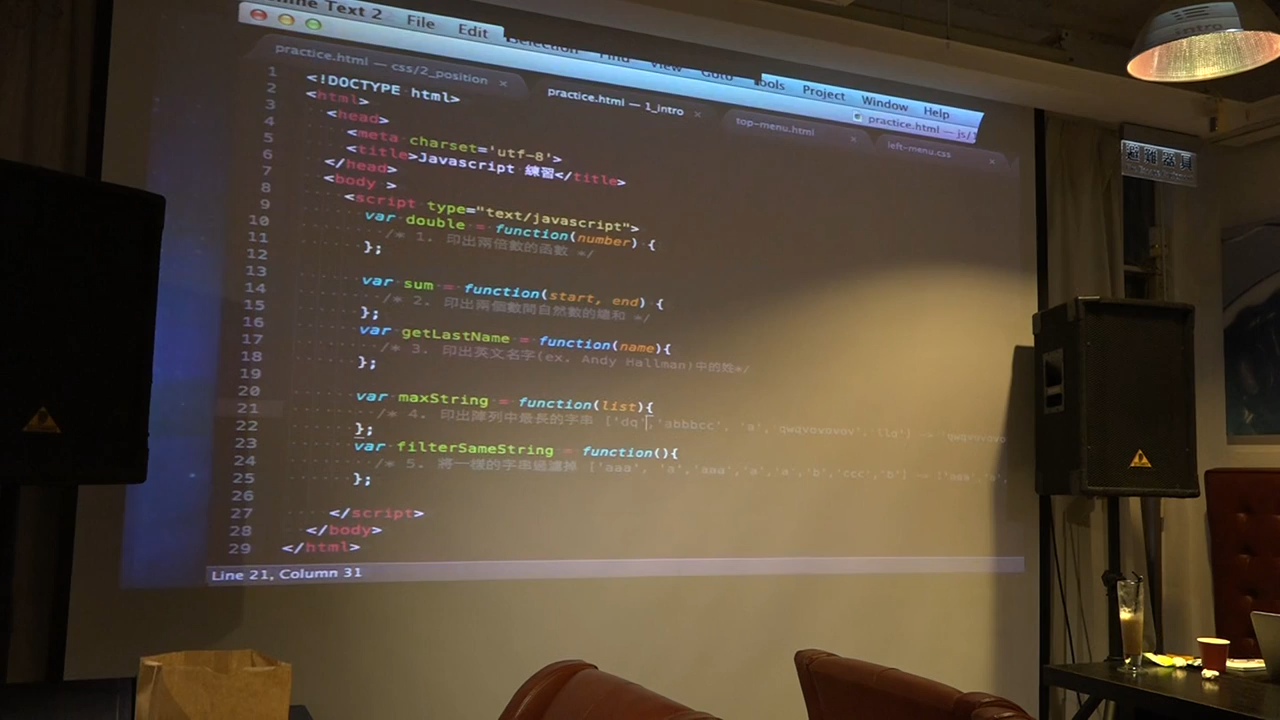 Text 2 File Edit Selection Find View Goto Tools Project Window Help
practice.html — css/2_position ×
practice.html — 1_intro ×
top-menu.html ×
left-menu.css ×
practice.html — js/1
1 <!DOCTYPE html>
2 <html>
3 <head>
4 <meta charset='utf-8'>
5 <title>Javascript 練習</title>
6 </head>
7 <body >
8 <script type="text/javascript">
9 var double = function(number) {
10 /* 1. 印出兩倍數的函數 */
11 };
12
13 var sum = function(start, end) {
14 /* 2. 印出兩個數間自然數的總和 */
15 };
16 var getLastName = function(name){
17 /* 3. 印出英文名字(ex. Andy Hallman)中的姓*/
18 };
19
20 var maxString = function(list){
21 /* 4. 印出陣列中最長的字串 ['dq','abbbcc', 'a',
22 };
23 var filterSameString = function(){
24 /* 5. 將一樣的字串過濾掉 ['aaa', 'a','aaa','a','a','b','ccc','b'] —> ['aaa','a',
25 };
26
27 </script>
28 </body>
29 </html>
Line 21, Column 31
避難器具